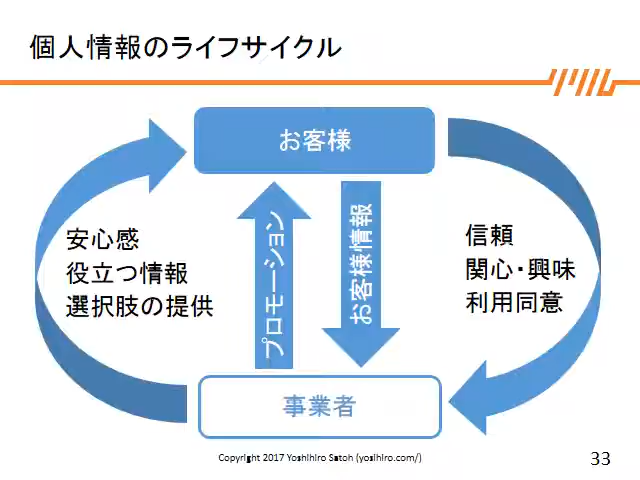 個人情報のライフサイクル
お客様
安心感
役立つ情報
選択肢の提供
プロモーション
お客様情報
信頼
関心・興味
利用同意
事業者
Copyright 2017 Yoshihiro Satoh (yosihiro.com/)
33